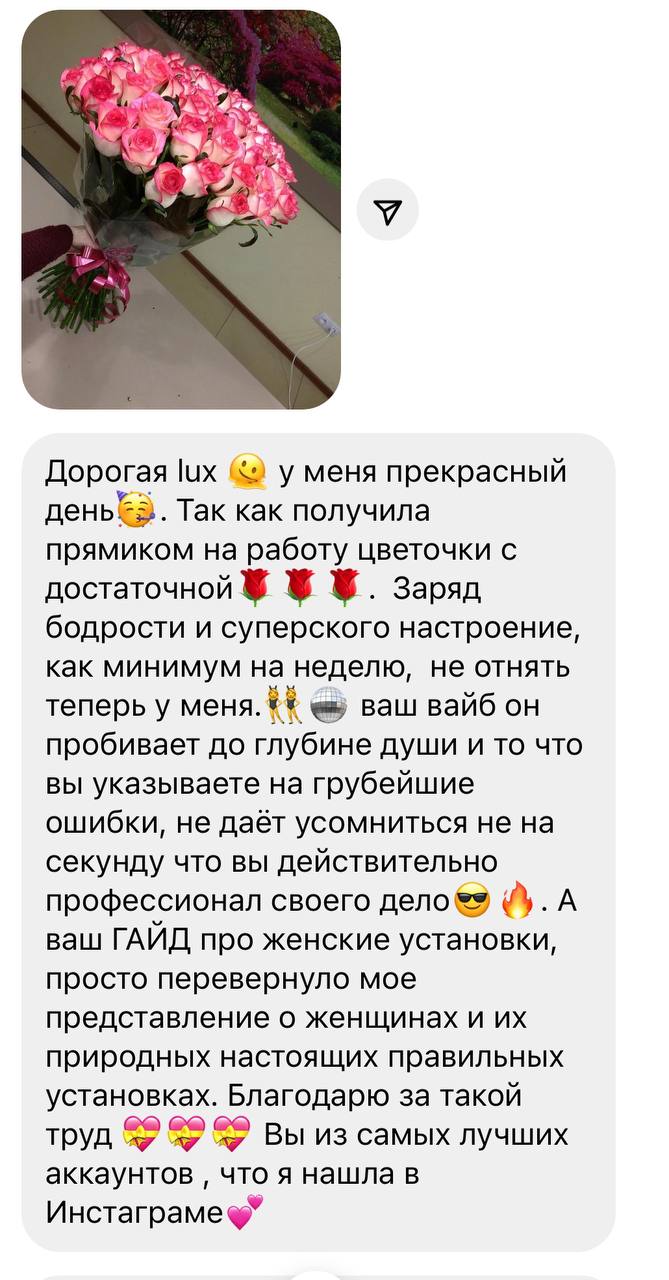 Дорогая lux 🫠 у меня прекрасный
день🥳. Так как получила
прямиком на работу цветочки с
достаточной🌹🌹🌹.  Заряд
бодрости и суперского настроение,
как минимум на неделю,  не отнять
теперь у меня.👯🪩 ваш вайб он
пробивает до глубине души и то что
вы указываете на грубейшие
ошибки, не даёт усомниться не на
секунду что вы действительно
профессионал своего дело😎🔥. А
ваш ГАЙД про женские установки,
просто перевернуло мое
представление о женщинах и их
природных настоящих правильных
установках. Благодарю за такой
труд 💝💝💝 Вы из самых лучших
аккаунтов , что я нашла в
Инстаграме💕